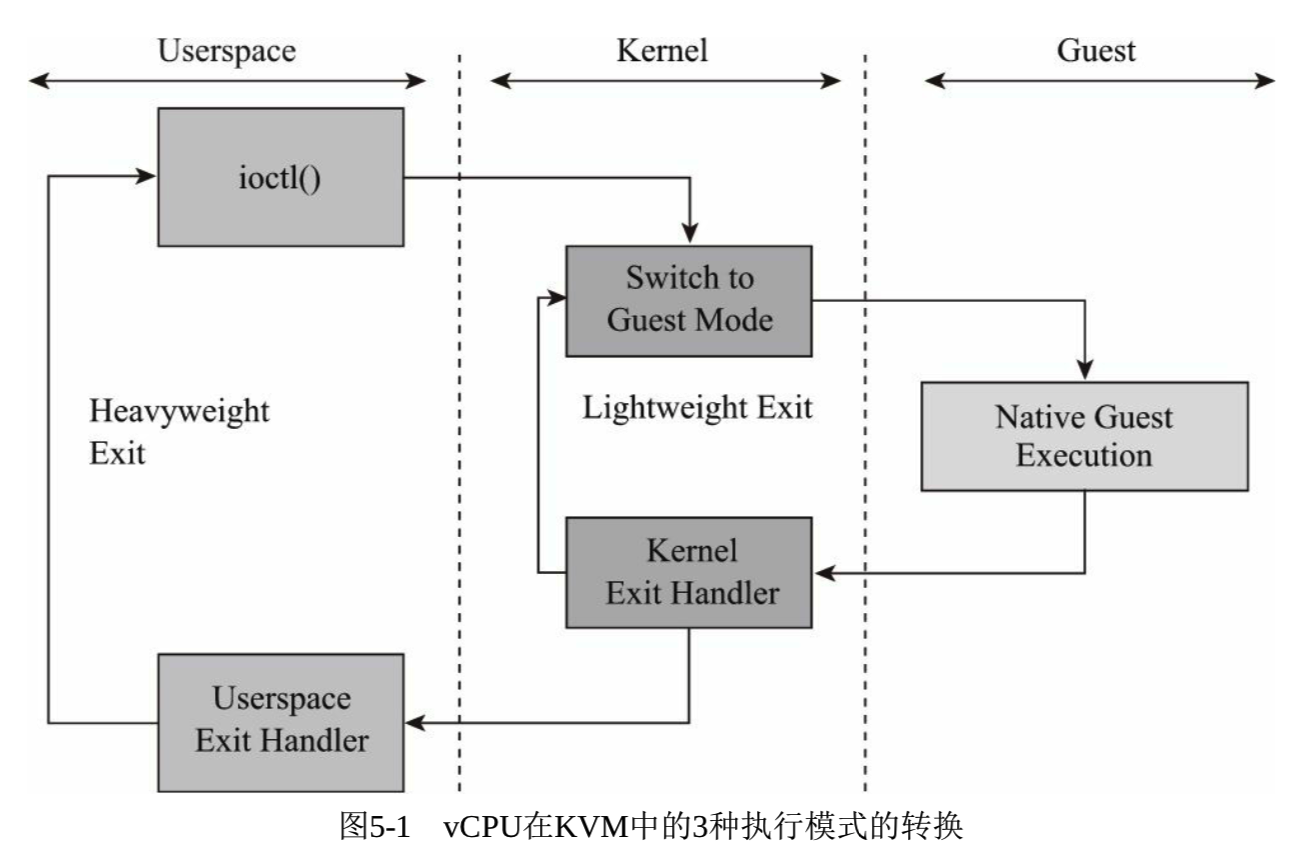 Userspace
Kernel
Guest
ioctl()
Switch to
Guest Mode
Heavyweight
Exit
Lightweight Exit
Native Guest
Execution
Kernel
Exit Handler
Userspace
Exit Handler
图5-1 vCPU在KVM中的3种执行模式的转换